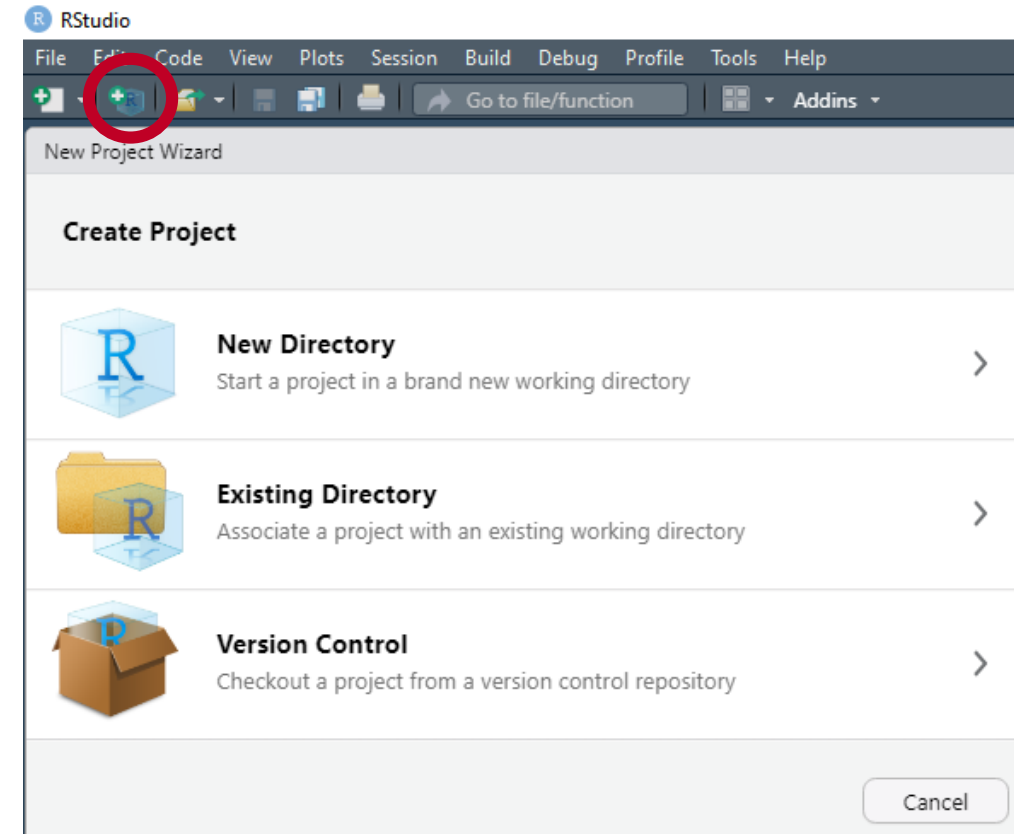 RStudio
File Edit Code View Plots Session Build Debug Profile Tools Help
Go to file/function Addins
New Project Wizard
Create Project
R
New Directory
Start a project in a brand new working directory
R
Existing Directory
Associate a project with an existing working directory
R
Version Control
Checkout a project from a version control repository
Cancel